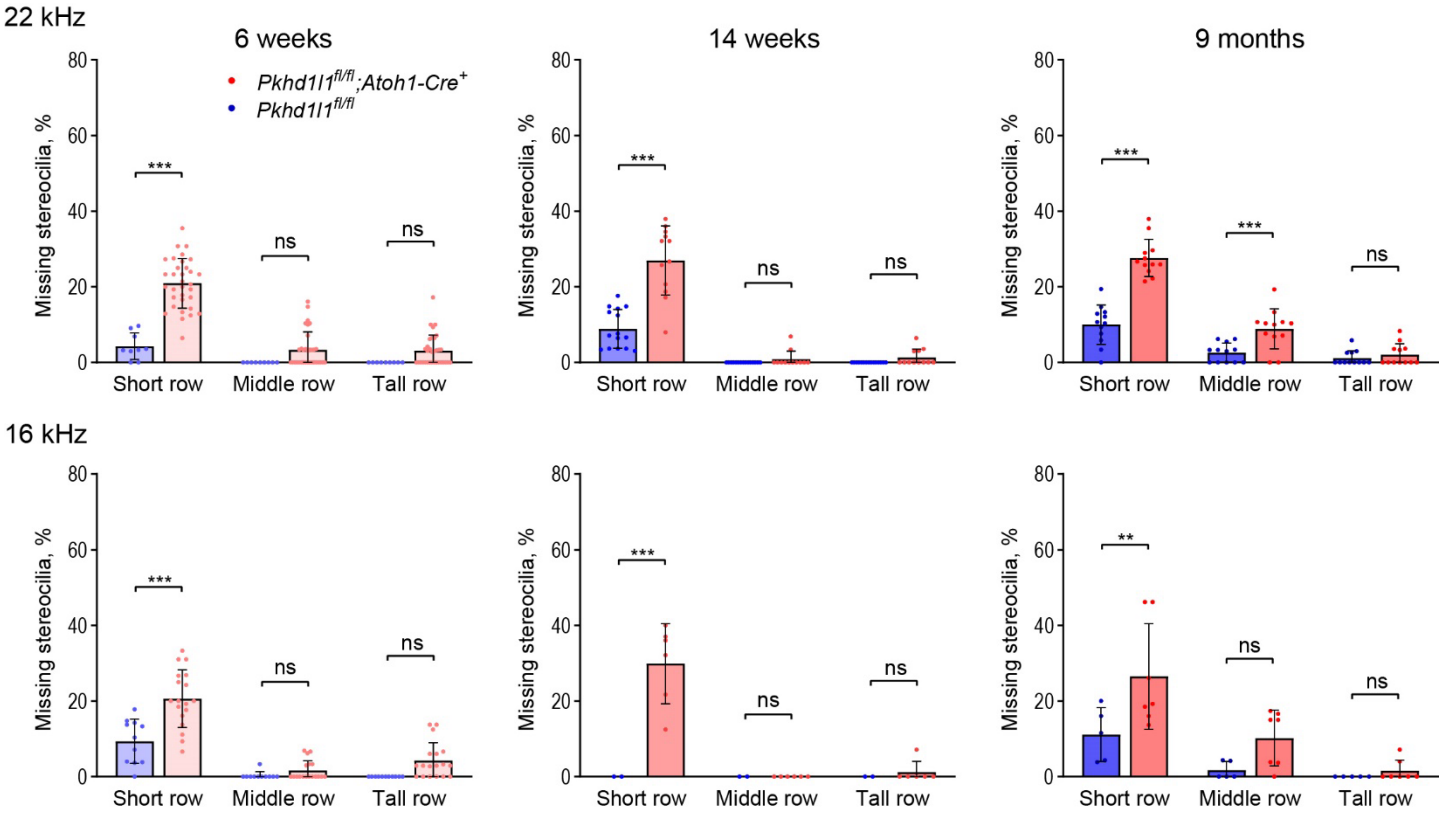 22 kHz
6 weeks
14 weeks
9 months
Pkhd1l1fl/fl;Atoh1-Cre+
Pkhd1l1fl/fl
Missing stereocilia, %
80
60
40
20
0
***
ns
ns
Short row
Middle row
Tall row
Missing stereocilia, %
80
60
40
20
0
***
ns
ns
Short row
Middle row
Tall row
Missing stereocilia, %
80
60
40
20
0
***
***
ns
Short row
Middle row
Tall row
16 kHz
Missing stereocilia, %
80
60
40
20
0
***
ns
ns
Short row
Middle row
Tall row
Missing stereocilia, %
80
60
40
20
0
***
ns
ns
Short row
Middle row
Tall row
Missing stereocilia, %
80
60
40
20
0
**
ns
ns
Short row
Middle row
Tall row